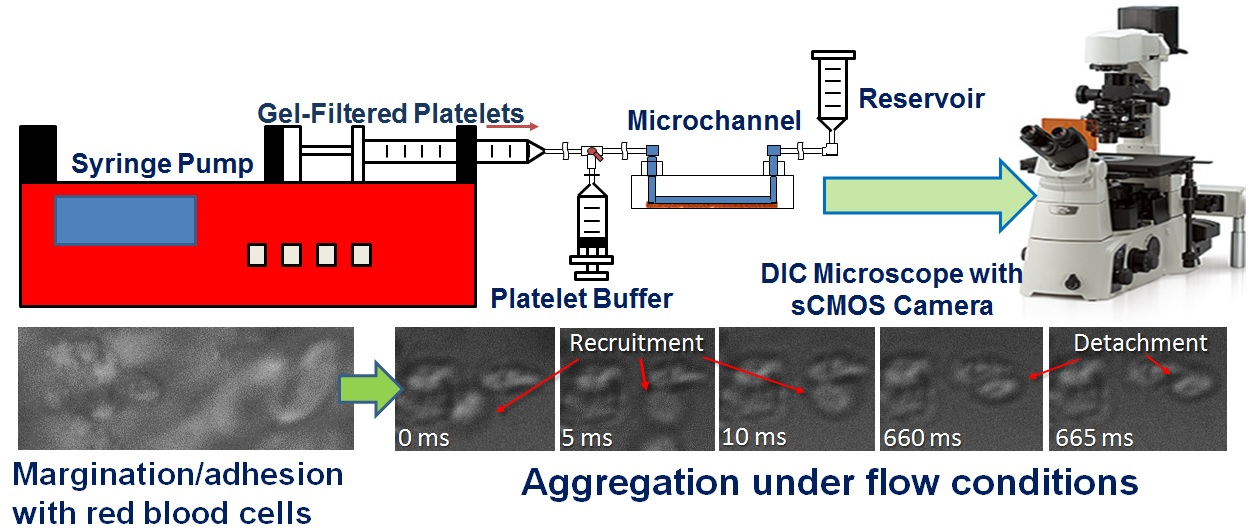 Gel-Filtered Platelets
Syringe Pump
Microchannel
Reservoir
Platelet Buffer
DIC Microscope with
sCMOS Camera
Recruitment
Detachment
0 ms
5 ms
10 ms
660 ms
665 ms
Margination/adhesion
with red blood cells
Aggregation under flow conditions